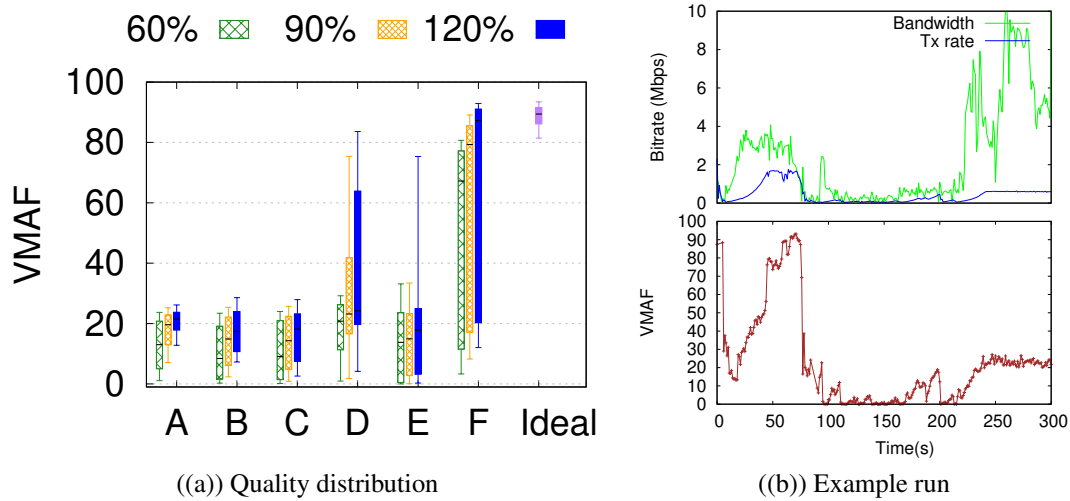 60% 90% 120%
100
80
60
40
20
0
VMAF
A B C D E F Ideal
((a)) Quality distribution
Bandwidth
Tx rate
10
8
6
4
2
0
Bitrate (Mbps)
100
90
80
70
60
50
40
30
20
10
0
VMAF
0 50 100 150 200 250 300
Time(s)
((b)) Example run